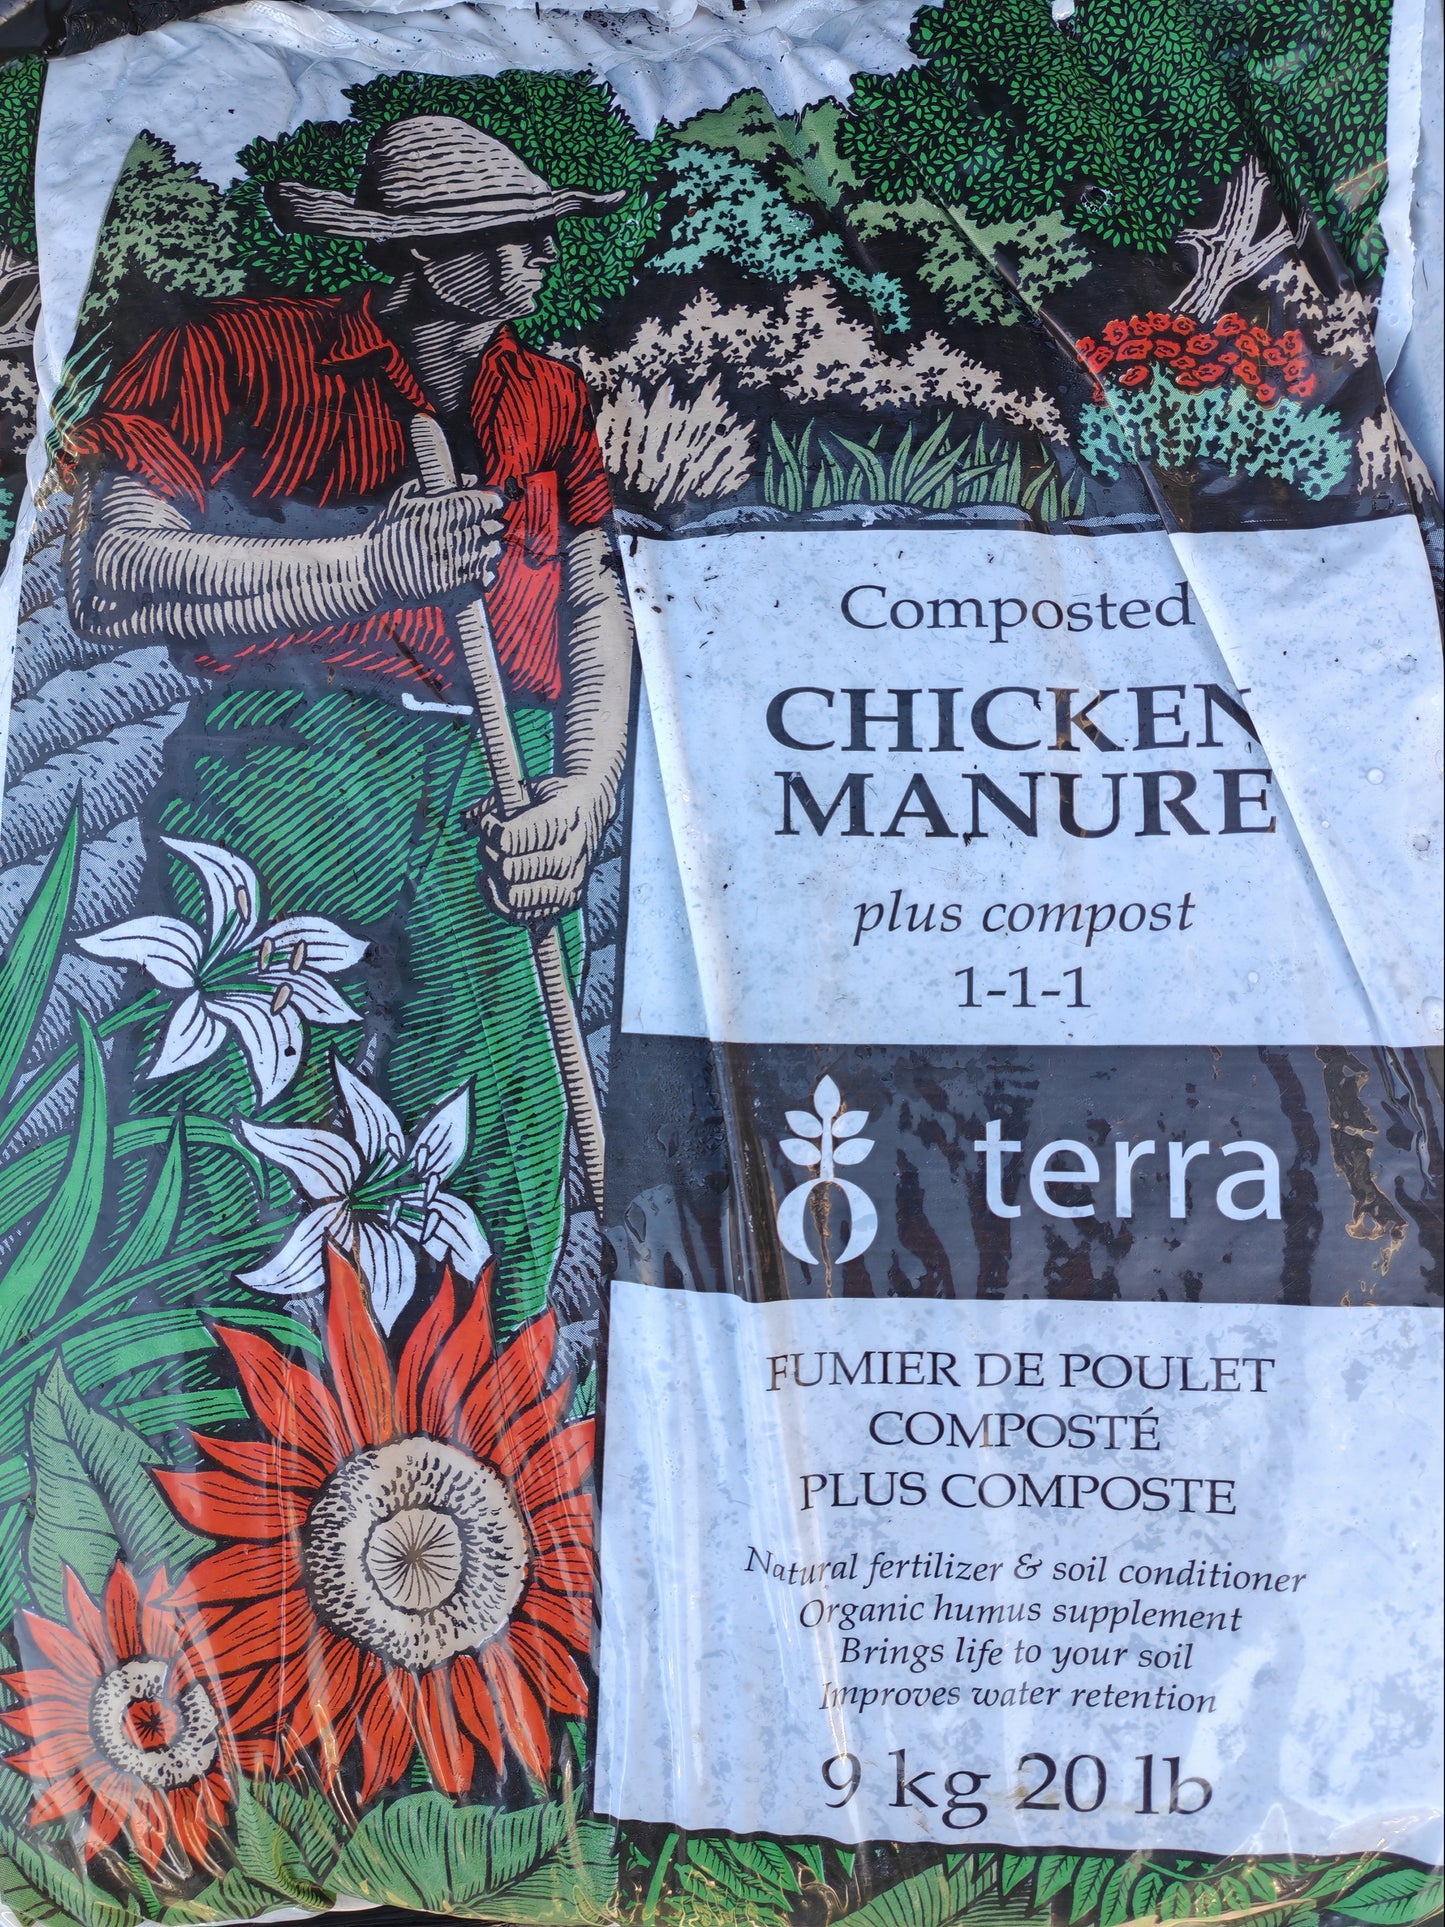 Composted
CHICKEN
MANURE
plus compost
1-1-1
terra
FUMIER DE POULET
COMPOSTÉ
PLUS COMPOSTE
Natural fertilizer & soil conditioner
Organic humus supplement
Brings life to your soil
Improves water retention
9 kg 20 lb